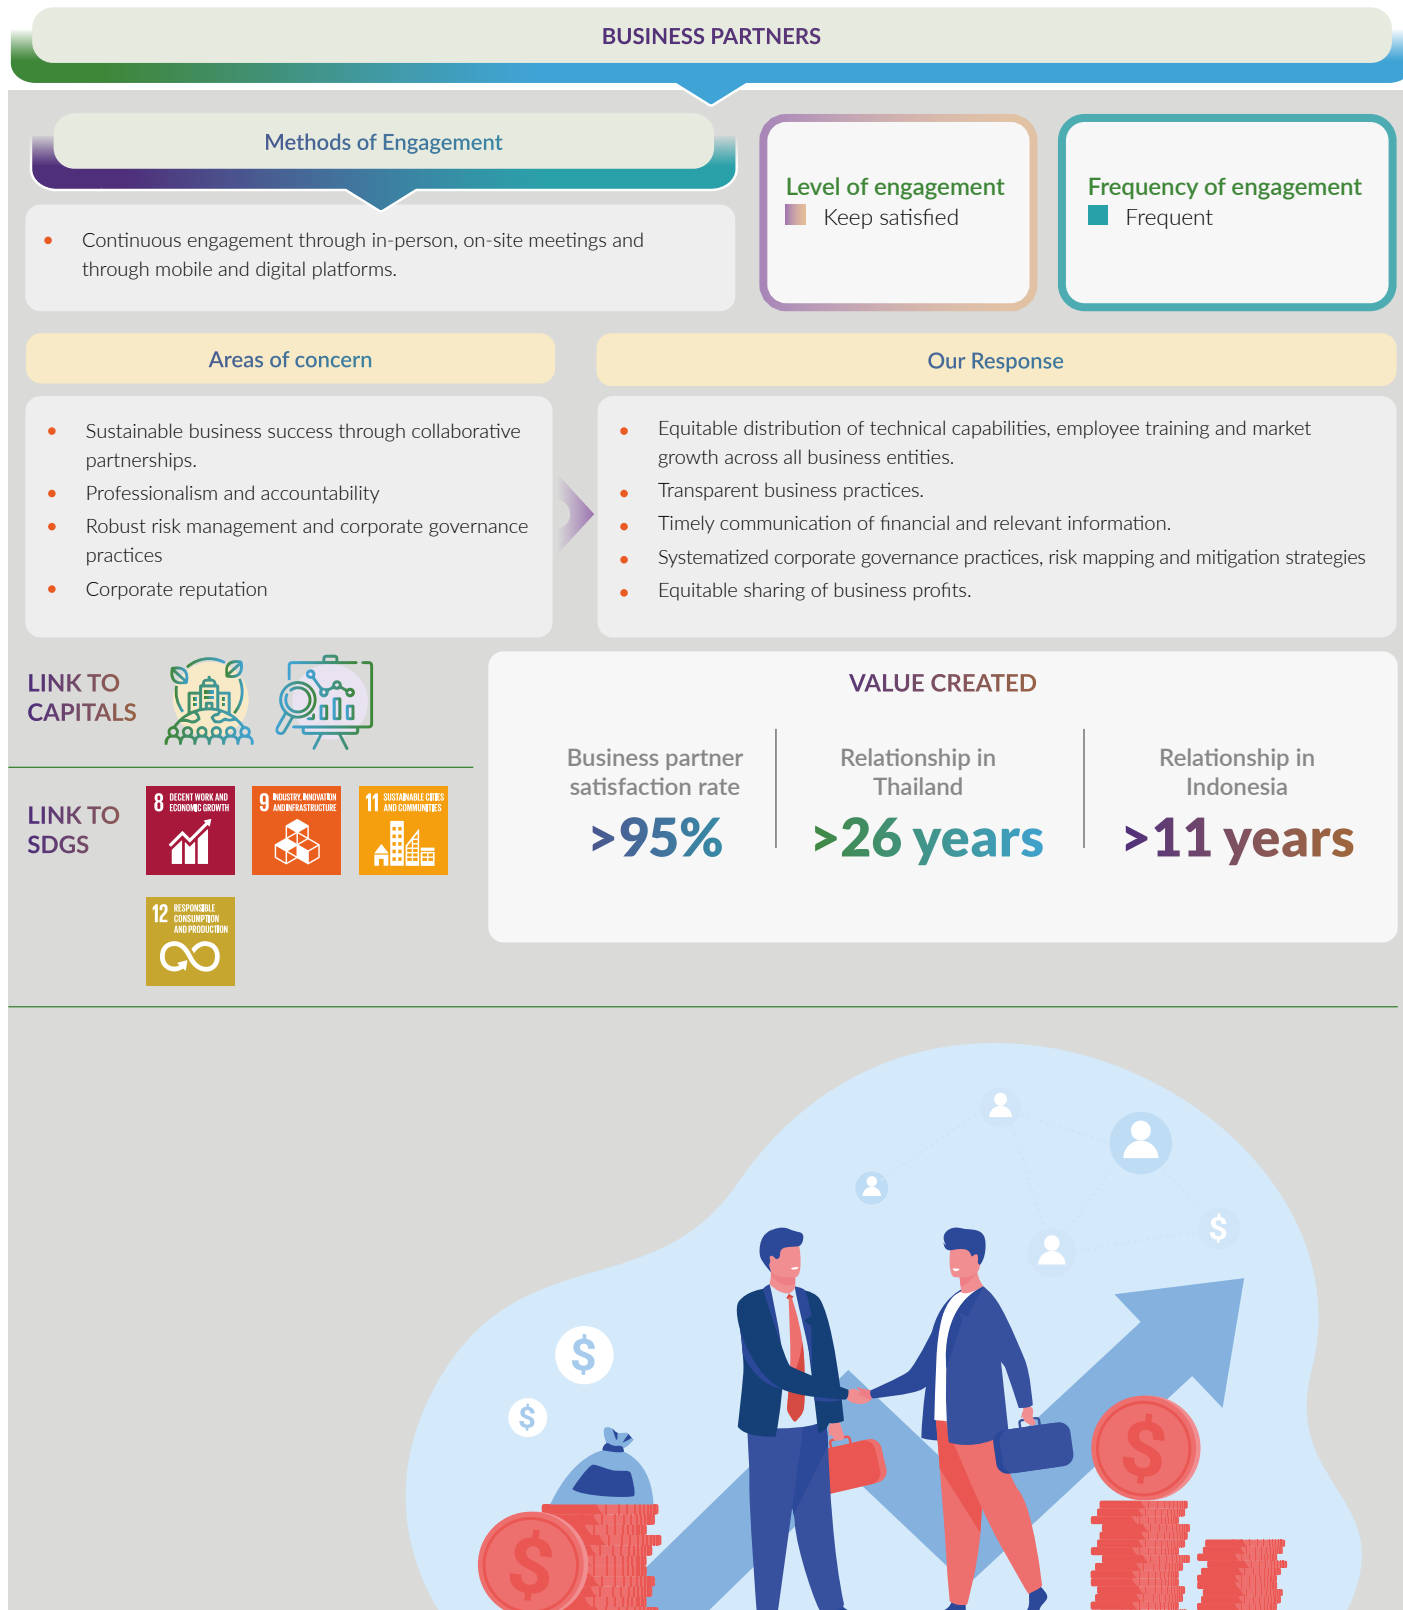 BUSINESS PARTNERS
Methods of Engagement
• Continuous engagement through in-person, on-site meetings and
through mobile and digital platforms.
Level of engagement
Keep satisfied
Frequency of engagement
Frequent
Areas of concern
• Sustainable business success through collaborative
partnerships.
• Professionalism and accountability
• Robust risk management and corporate governance
practices
• Corporate reputation
Our Response
• Equitable distribution of technical capabilities, employee training and market
growth across all business entities.
• Transparent business practices.
• Timely communication of financial and relevant information.
• Systematized corporate governance practices, risk mapping and mitigation strategies
• Equitable sharing of business profits.
LINK TO
CAPITALS
LINK TO
SDGS
8 DECENT WORK AND
ECONOMIC GROWTH
9 INDUSTRY, INNOVATION
AND INFRASTRUCTURE
11 SUSTAINABLE CITIES
AND COMMUNITIES
12 RESPONSIBLE
CONSUMPTION
AND PRODUCTION
VALUE CREATED
Business partner
satisfaction rate
>95%
Relationship in
Thailand
>26 years
Relationship in
Indonesia
>11 years
$
$
$
$
$